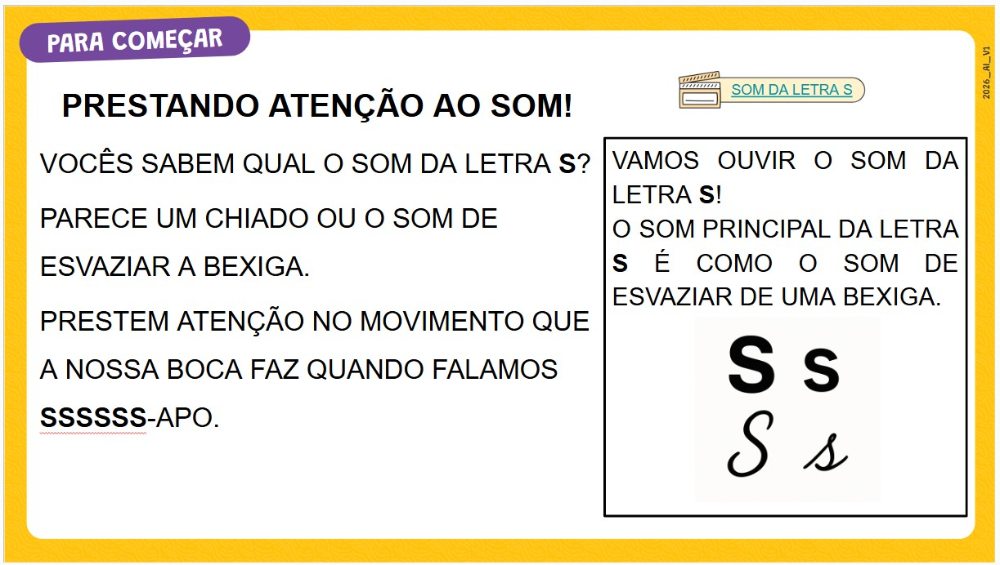 PARA COMEÇAR
2026_AI_V1
PRESTANDO ATENÇÃO AO SOM!
SOM DA LETRA S
VOCÊS SABEM QUAL O SOM DA LETRA S?
PARECE UM CHIADO OU O SOM DE
ESVAZIAR A BEXIGA.
PRESTEM ATENÇÃO NO MOVIMENTO QUE
A NOSSA BOCA FAZ QUANDO FALAMOS
SSSSSS-APO.
VAMOS OUVIR O SOM DA
LETRA S!
O SOM PRINCIPAL DA LETRA
S É COMO O SOM DE
ESVAZIAR DE UMA BEXIGA.
S s
S s